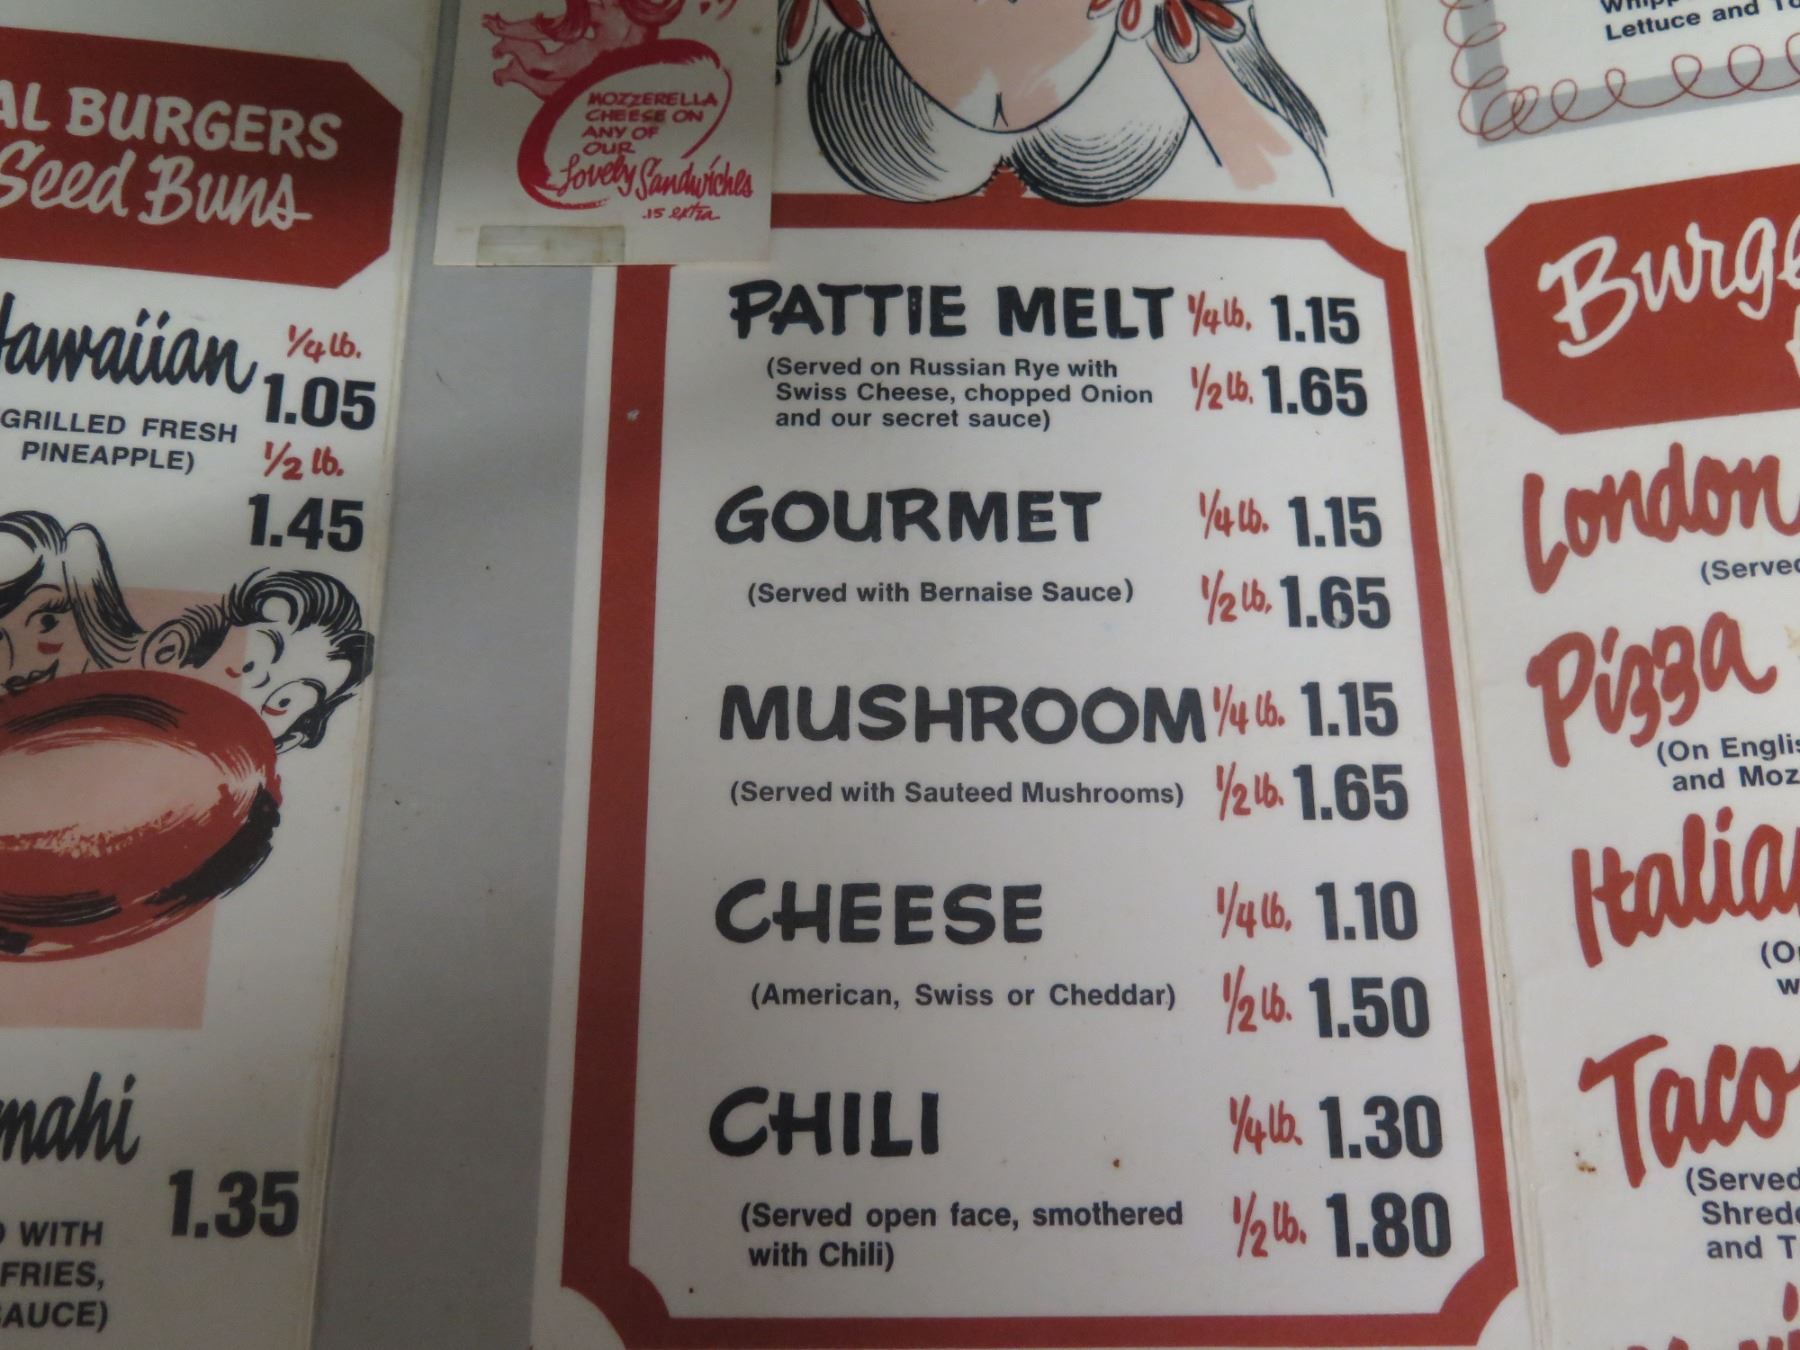 AL BURGERS
Seed Buns
Hawaiian
1/4 lb.
1.05
GRILLED FRESH
PINEAPPLE)
1/2 lb.
1.45
mahi
1.35
WITH
FRIES,
SAUCE)
MOZZERELLA
CHEESE ON
ANY OF
OUR
Lovely Sandwiches
.15 extra
PATTIE MELT 1/4 lb. 1.15
(Served on Russian Rye with
Swiss Cheese, chopped Onion
and our secret sauce)
1/2 lb. 1.65
GOURMET 1/4 lb. 1.15
(Served with Bernaise Sauce) 1/2 lb. 1.65
MUSHROOM 1/4 lb. 1.15
(Served with Sauteed Mushrooms) 1/2 lb. 1.65
CHEESE 1/4 lb. 1.10
(American, Swiss or Cheddar) 1/2 lb. 1.50
CHILI 1/4 lb. 1.30
(Served open face, smothered
with Chili)
1/2 lb. 1.80
Lettuce and
Burge
London
(Served
Pizza
(On Englis
and Moz
Italian
(On
w
Taco
(Served
Shredd
and T